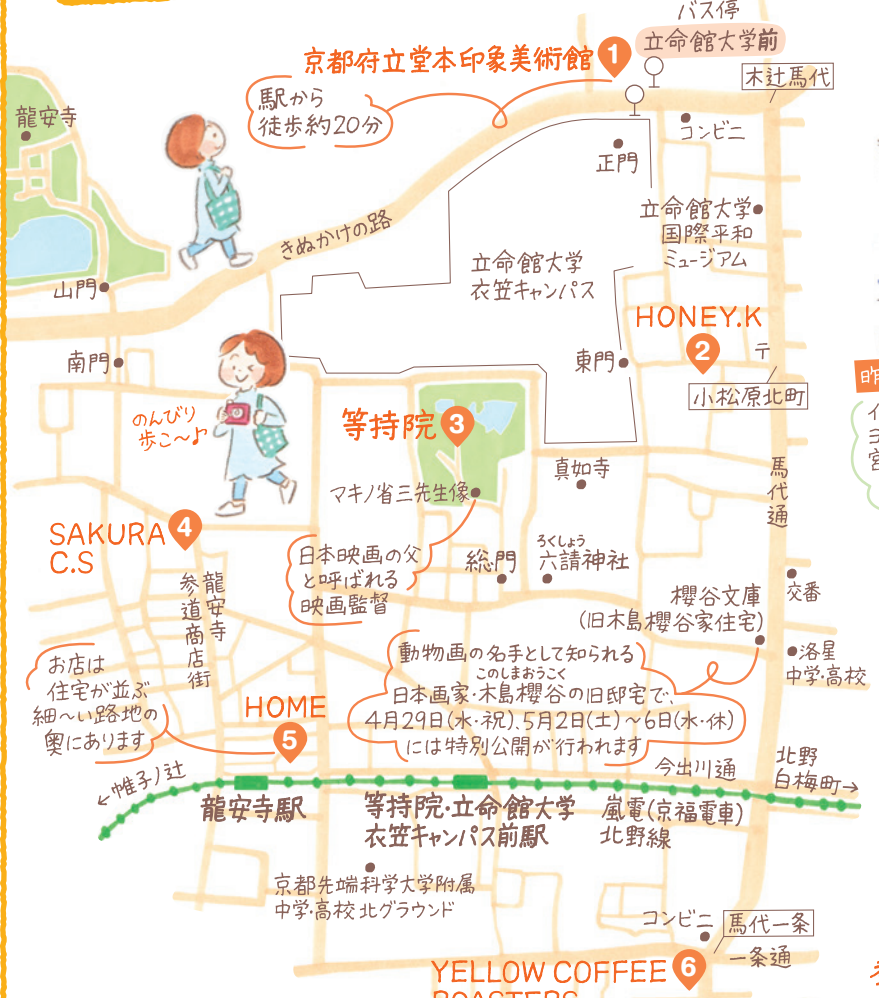 バス停
立命館大学前
京都府立堂本印象美術館
1
木辻馬代
駅から
徒歩約20分
龍安寺
コンビニ
正門
立命館大学
国際平和
ミュージアム
きぬかけの路
立命館大学
衣笠キャンパス
山門
HONEY.K
2
南門
東門
〒
小松原北町
昨
のんびり
歩こ〜♪
等持院
3
真如寺
馬代通
マキノ省三先生像
SAKURA
C.S
4
日本映画の父
と呼ばれる
映画監督
総門
ろくしょう
六請神社
龍安寺
参道商店街
交番
櫻谷文庫
(旧木島櫻谷家住宅)
洛星
中学・高校
お店は
住宅が並ぶ
細〜い路地の
奥にあります
動物画の名手として知られる
このしまおうこく
日本画家・木島櫻谷の旧邸宅で、
4月29日(水・祝)、5月2日(土)〜6日(水・休)
には特別公開が行われます
HOME
5
今出川通
北野
白梅町→
←帷子ノ辻
龍安寺駅
等持院・立命館大学
衣笠キャンパス前駅
嵐電(京福電車)
北野線
京都先端科学大学附属
中学・高校 北グラウンド
コンビニ
馬代一条
一条通
YELLOW COFFEE
ROASTERS
6